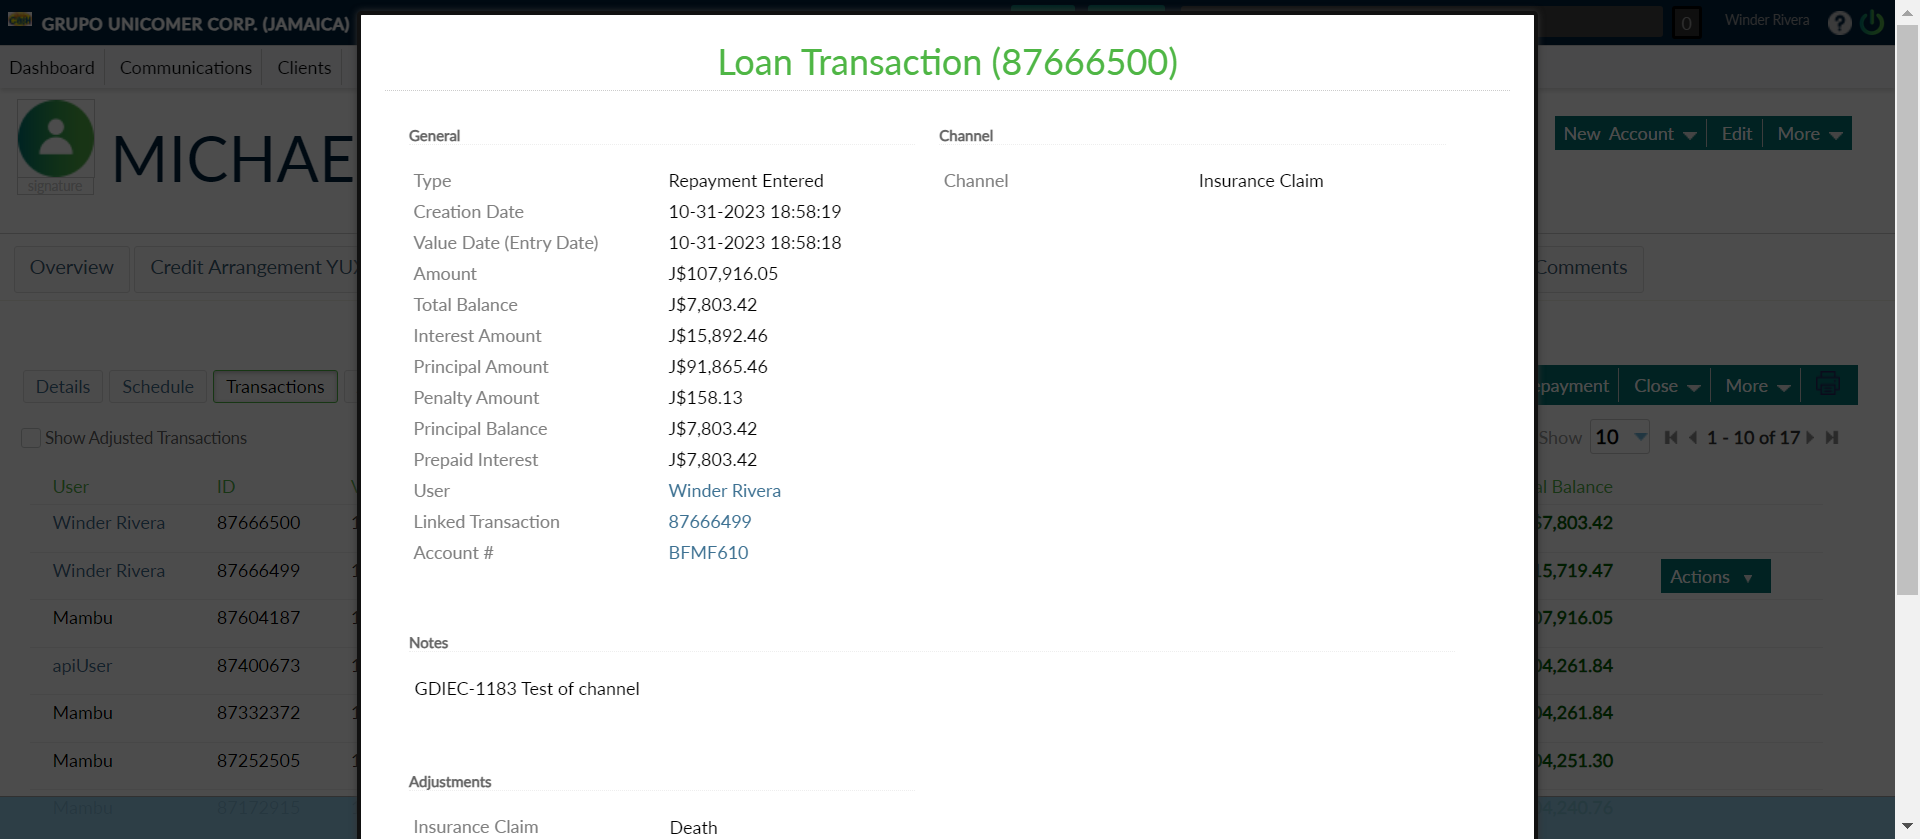 GRUPO UNICOMER CORP. (JAMAICA)
0
Winder Rivera
?
Dashboard
Communications
Clients
Loan Transaction (87666500)
MICHAE
signature
New Account
Edit
More
General
Channel
Type Repayment Entered
Channel Insurance Claim
Creation Date 10-31-2023 18:58:19
Value Date (Entry Date) 10-31-2023 18:58:18
Overview
Credit Arrangement
Comments
Amount J$107,916.05
Total Balance J$7,803.42
Interest Amount J$15,892.46
Principal Amount J$91,865.46
Details
Schedule
Transactions
Close
More
Penalty Amount J$158.13
Principal Balance J$7,803.42
Show Adjusted Transactions
Show 10 1 - 10 of 17
Prepaid Interest J$7,803.42
User ID
Balance
User Winder Rivera
Linked Transaction 87666499
Account # BFMF610
Winder Rivera 87666500 7,803.42
Winder Rivera 87666499 5,719.47 Actions
Mambu 87604187 07,916.05
apiUser 87400673 04,261.84
Mambu 87332372 04,261.84
Mambu 87252505 04,251.30
Mambu 87172915 4,240.76
Notes
GDIEC-1183 Test of channel
Adjustments
Insurance Claim Death